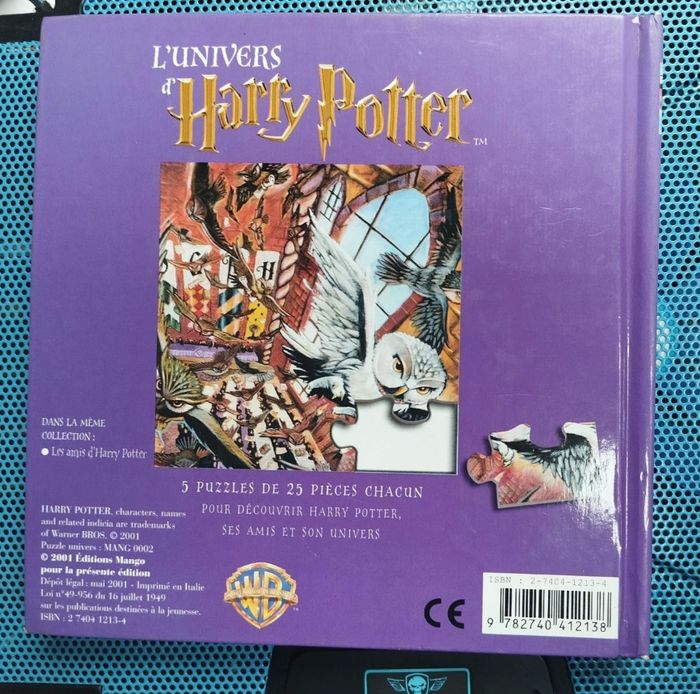 L'UNIVERS
d'Harry Potter™
H
DANS LA MÊME
COLLECTION :
● Les amis d'Harry Potter
5 PUZZLES DE 25 PIÈCES CHACUN
POUR DÉCOUVRIR HARRY POTTER,
SES AMIS ET SON UNIVERS
HARRY POTTER, characters, names
and related indicia are trademarks
of Warner BROS. © 2001
Puzzle univers : MANG 0002
© 2001 Éditions Mango
pour la présente édition
Dépôt légal : mai 2001 - Imprimé en Italie
Loi n°49-956 du 16 juillet 1949
sur les publications destinées à la jeunesse.
ISBN : 2 7404 1213-4
WB
TM
CE
ISBN : 2-7404-1213-4
9 782740 412138